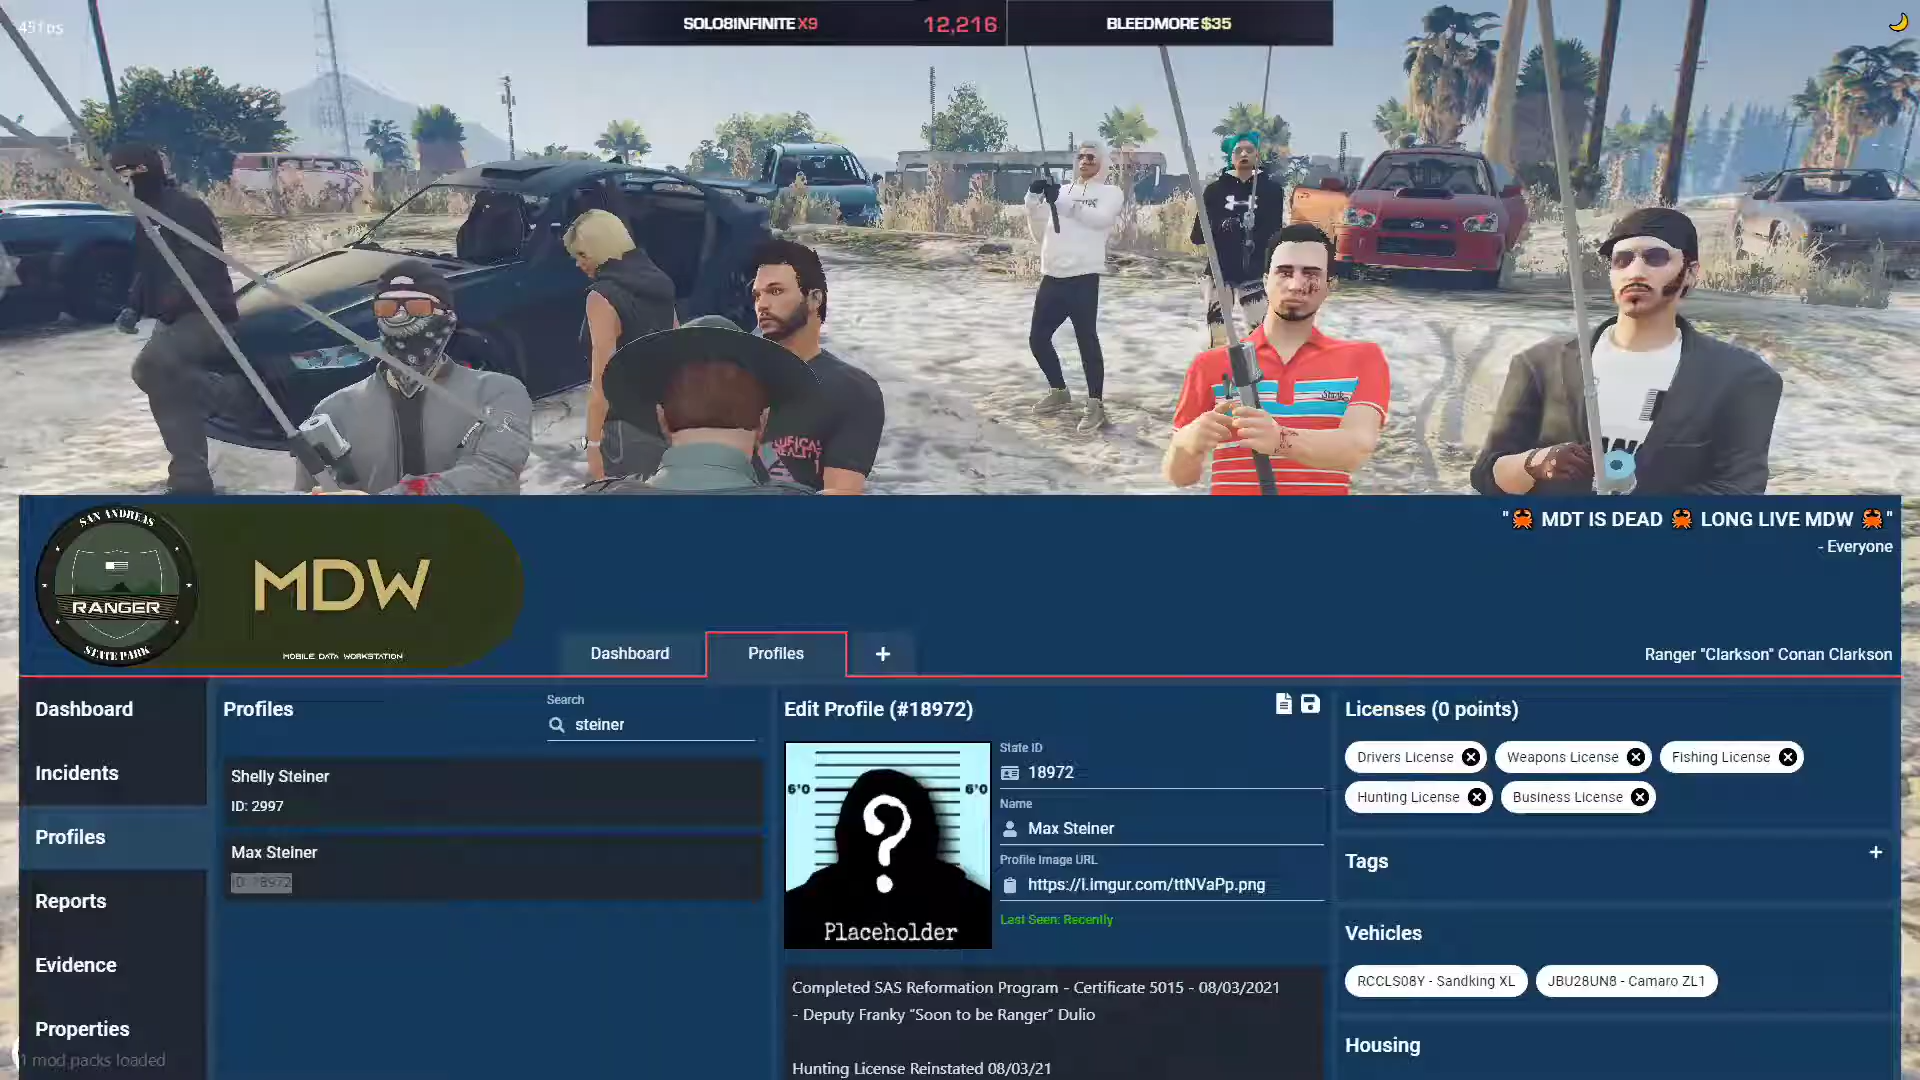 451ps
SOLO8INFINITE X9
12,216
BLEEDMORE $35
"🦀 MDT IS DEAD 🦀 LONG LIVE MDW 🦀"
- Everyone
SAN ANDREAS
RANGER
STATE PARK
MDW
MOBILE DATA WORKSTATION
Dashboard
Profiles
+
Ranger "Clarkson" Conan Clarkson
Dashboard
Incidents
Profiles
Reports
Evidence
Properties
1 mod packs loaded
Profiles
Search
steiner
Shelly Steiner
ID: 2997
Max Steiner
ID: 18972
Edit Profile (#18972)
6'0 6'0
?
Placeholder
State ID
18972
Name
Max Steiner
Profile Image URL
https://i.imgur.com/ttNVaPp.png
Last Seen: Recently
Completed SAS Reformation Program - Certificate 5015 - 08/03/2021
- Deputy Franky "Soon to be Ranger" Dulio
Hunting License Reinstated 08/03/21
Licenses (0 points)
Drivers License
Weapons License
Fishing License
Hunting License
Business License
Tags
+
Vehicles
RCCLS08Y - Sandking XL
JBU28UN8 - Camaro ZL1
Housing